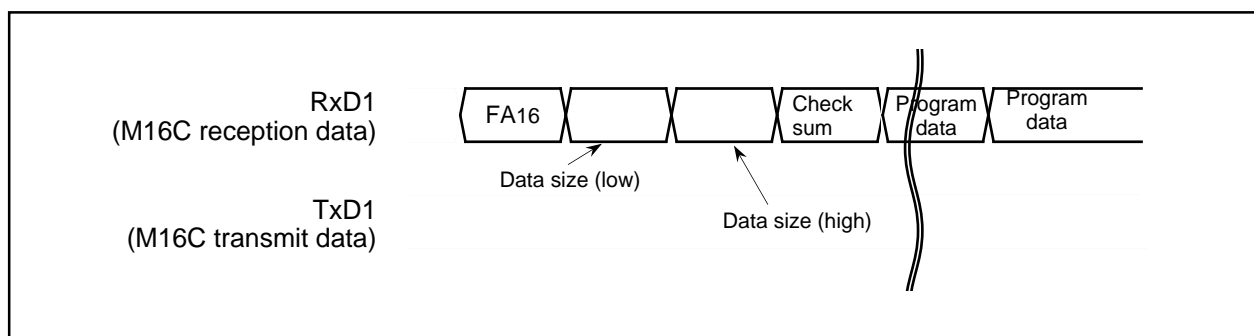 RxD1
(M16C reception data)
FA16
Check
sum
Program
data
Program
data
Data size (low)
Data size (high)
TxD1
(M16C transmit data)